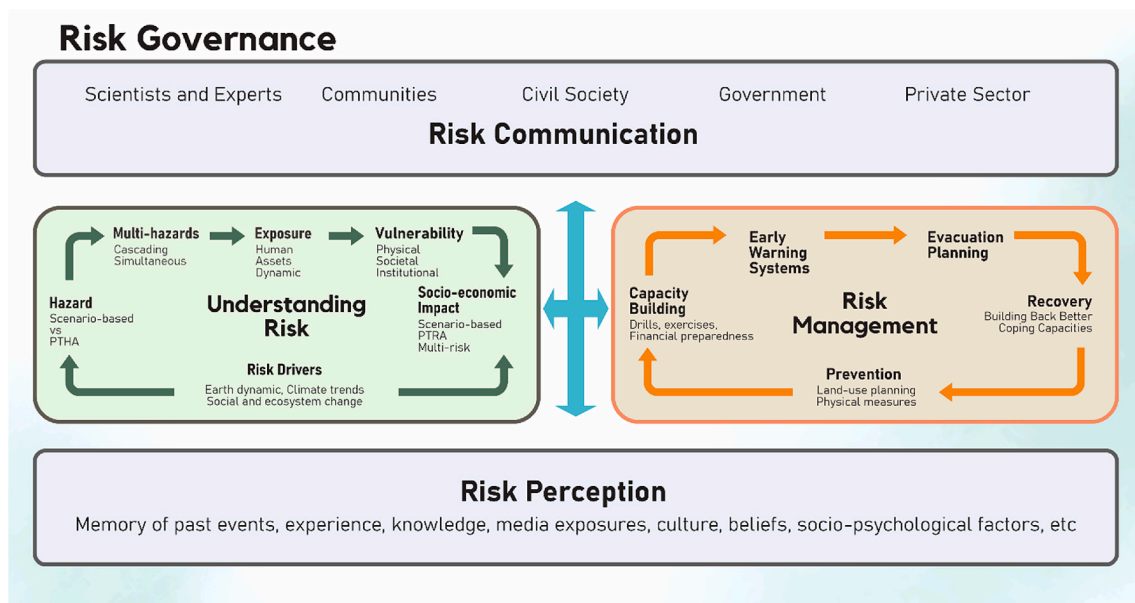 Risk Governance
Scientists and Experts
Communities
Civil Society
Government
Private Sector
Risk Communication
Multi-hazards
Cascading
Simultaneous
Exposure
Human
Assets
Dynamic
Vulnerability
Physical
Societal
Institutional
Hazard
Scenario-based
vs
PTHA
Understanding
Risk
Socio-economic
Impact
Scenario-based
PTRA
Multi-risk
Risk Drivers
Earth dynamic, Climate trends
Social and ecosystem change
Early
Warning
Systems
Evacuation
Planning
Capacity
Building
Drills, exercises,
Financial preparedness
Risk
Management
Recovery
Building Back Better
Coping Capacities
Prevention
Land-use planning
Physical measures
Risk Perception
Memory of past events, experience, knowledge, media exposures, culture, beliefs, socio-psychological factors, etc